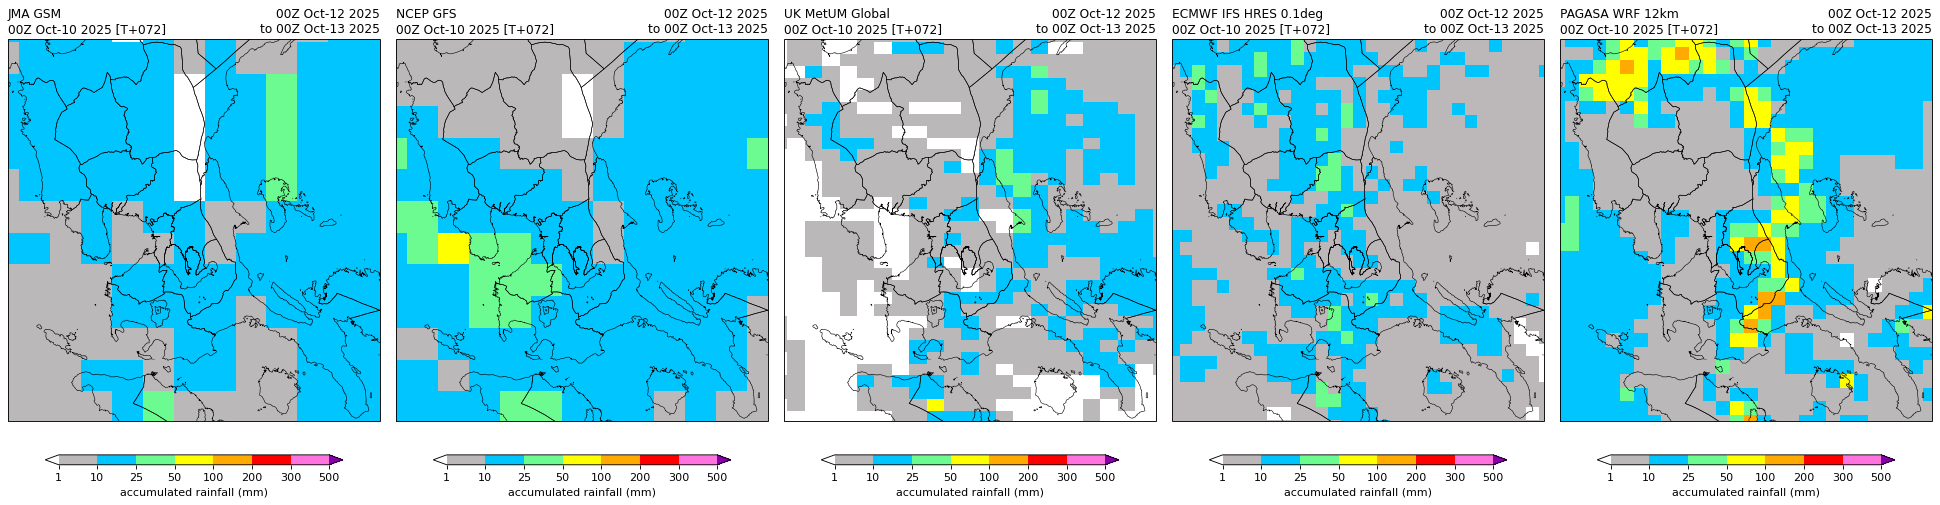 JMA GSM
00Z Oct-10 2025 [T+072]
00Z Oct-12 2025
to 00Z Oct-13 2025
NCEP GFS
00Z Oct-10 2025 [T+072]
00Z Oct-12 2025
to 00Z Oct-13 2025
UK MetUM Global
00Z Oct-10 2025 [T+072]
00Z Oct-12 2025
to 00Z Oct-13 2025
ECMWF IFS HRES 0.1deg
00Z Oct-10 2025 [T+072]
00Z Oct-12 2025
to 00Z Oct-13 2025
PAGASA WRF 12km
00Z Oct-10 2025 [T+072]
00Z Oct-12 2025
to 00Z Oct-13 2025
1 10 25 50 100 200 300 500
accumulated rainfall (mm)
1 10 25 50 100 200 300 500
accumulated rainfall (mm)
1 10 25 50 100 200 300 500
accumulated rainfall (mm)
1 10 25 50 100 200 300 500
accumulated rainfall (mm)
1 10 25 50 100 200 300 500
accumulated rainfall (mm)